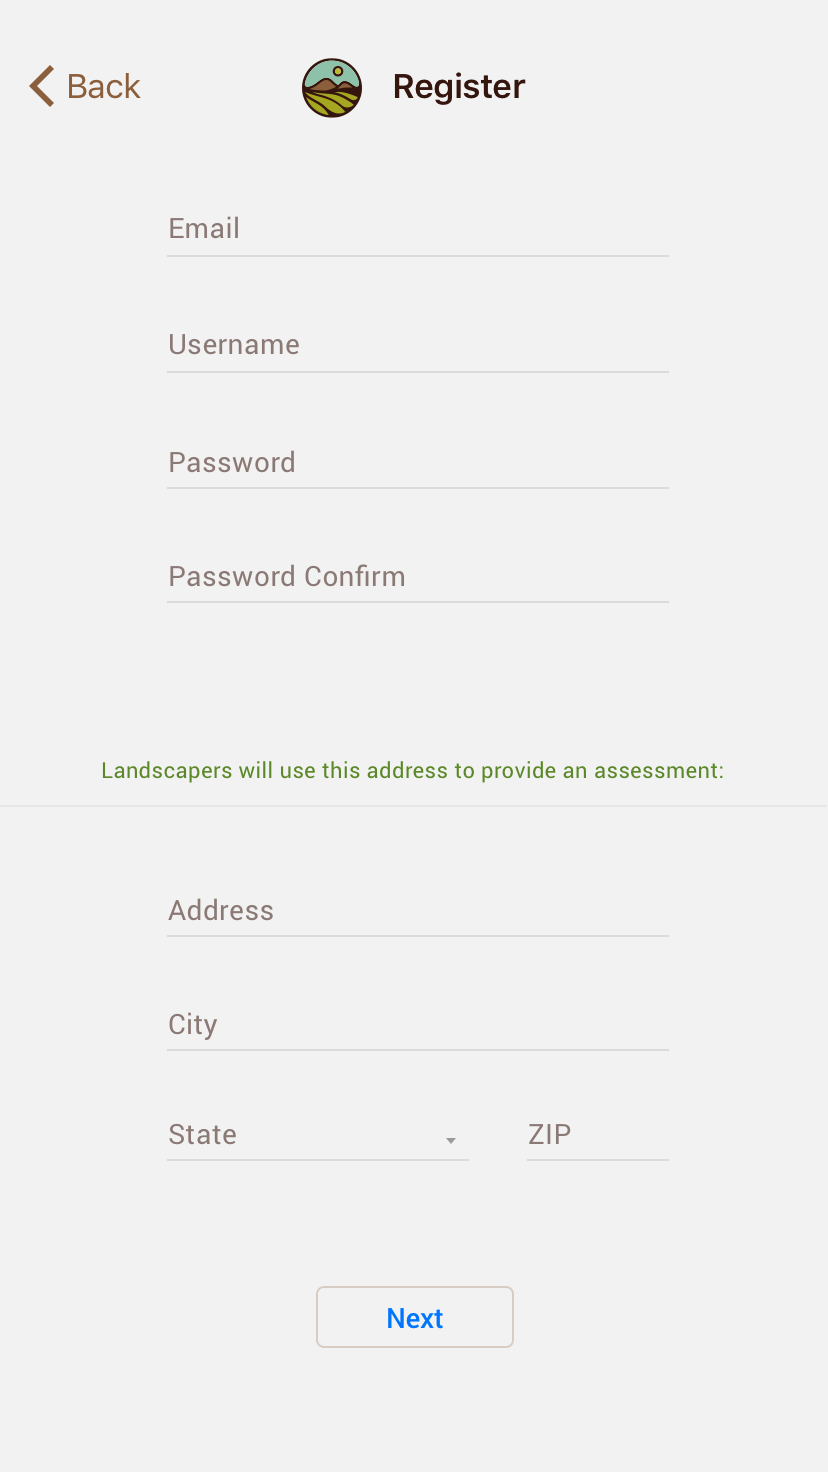 Back
Register
Email
Username
Password
Password Confirm
Landscapers will use this address to provide an assessment:
Address
City
State
ZIP
Next